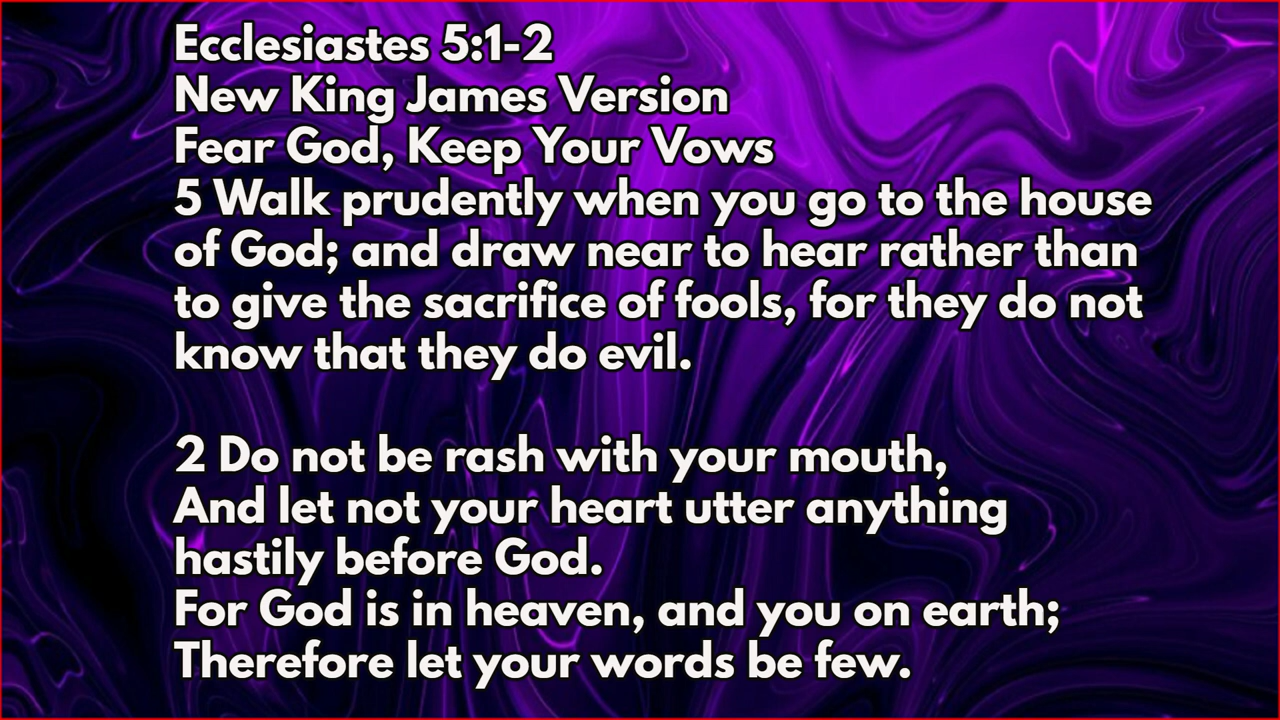 Ecclesiastes 5:1-2
New King James Version
Fear God, Keep Your Vows
5 Walk prudently when you go to the house
of God; and draw near to hear rather than
to give the sacrifice of fools, for they do not
know that they do evil.
2 Do not be rash with your mouth,
And let not your heart utter anything
hastily before God.
For God is in heaven, and you on earth;
Therefore let your words be few.